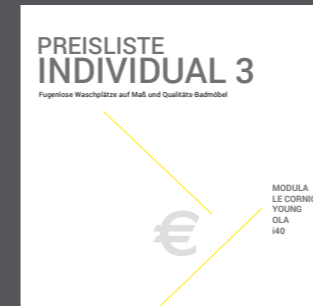 PREISLISTE
INDIVIDUAL 3
Fugenlose Waschplätze auf Maß und Qualitäts-Badmöbel
€
MODULA
LE CORNIC
YOUNG
OLA
i40